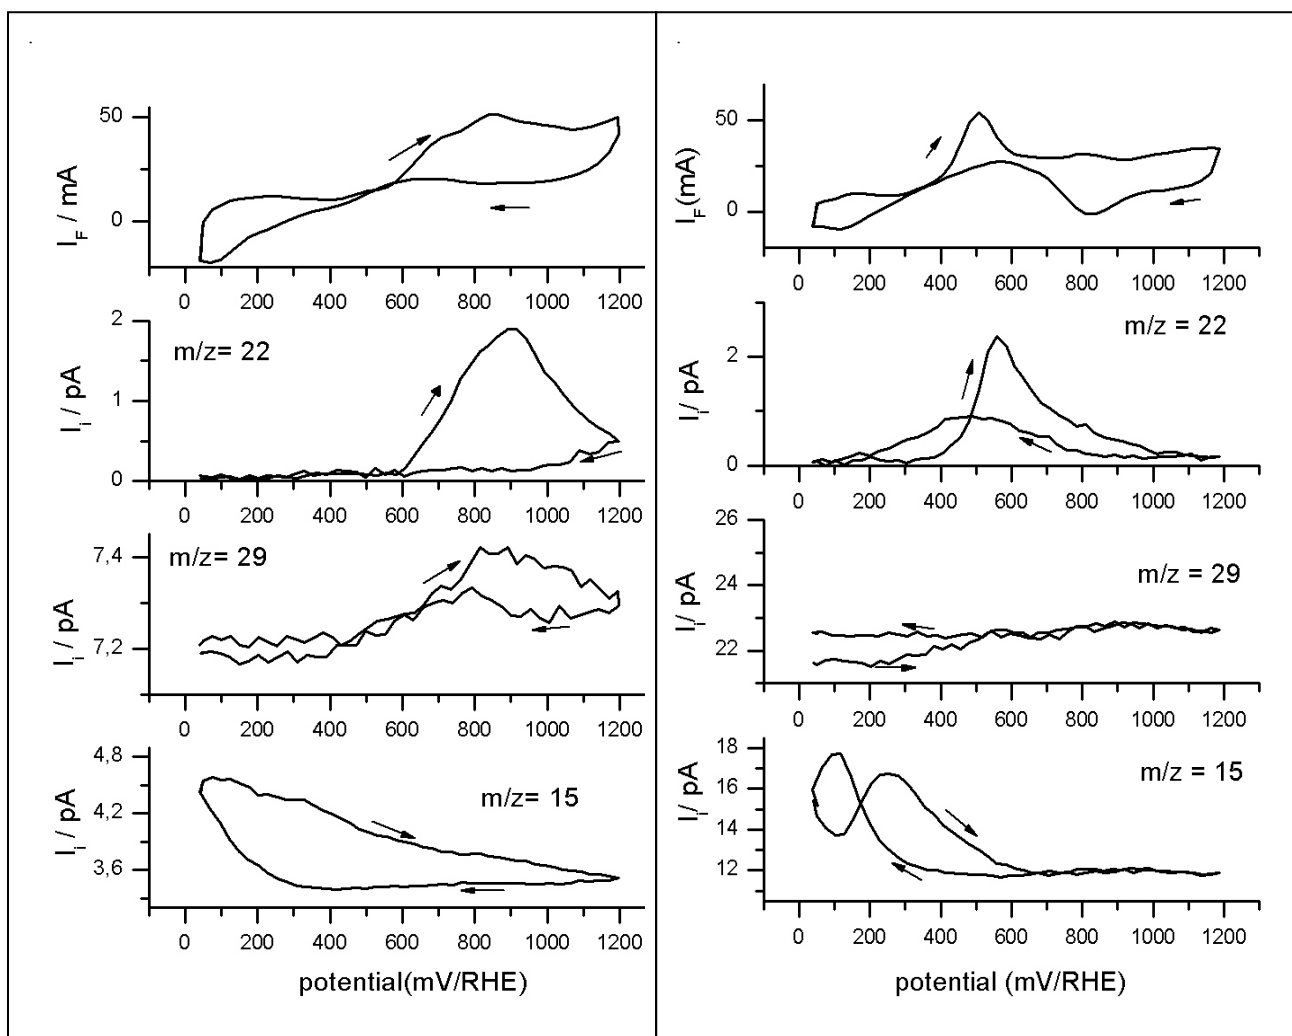 I_F / mA
50
0
0 200 400 600 800 1000 1200
I_i / pA
m/z= 22
2
1
0
0 200 400 600 800 1000 1200
I_i / pA
m/z= 29
7,4
7,2
0 200 400 600 800 1000 1200
I_i / pA
m/z= 15
4,8
4,2
3,6
0 200 400 600 800 1000 1200
potential(mV/RHE)
I_F (mA)
50
0
0 200 400 600 800 1000 1200
I_i/ pA
m/z = 22
2
0
0 200 400 600 800 1000 1200
I_i/ pA
m/z = 29
26
24
22
21
0 200 400 600 800 1000 1200
I_i/ pA
m/z = 15
18
16
14
12
0 200 400 600 800 1000 1200
potential (mV/RHE)